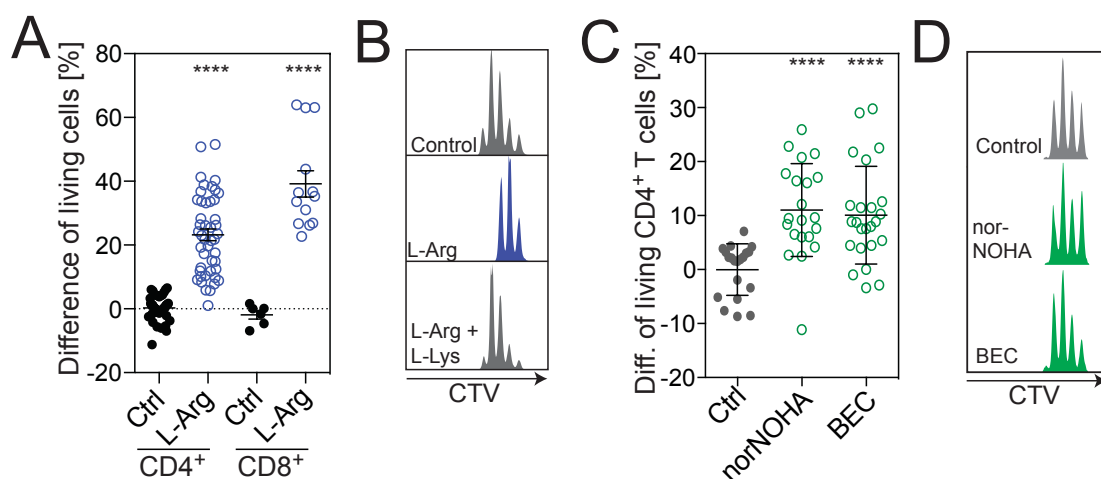 A
Difference of living cells [%]
80
60
40
20
0
-20
**** ****
Ctrl
L-Arg
Ctrl
L-Arg
CD4+
CD8+
B
Control
L-Arg
L-Arg +
L-Lys
CTV
C
Diff. of living CD4+ T cells [%]
40
30
20
10
0
-10
-20
**** ****
Ctrl
norNOHA
BEC
D
Control
nor-
NOHA
BEC
CTV